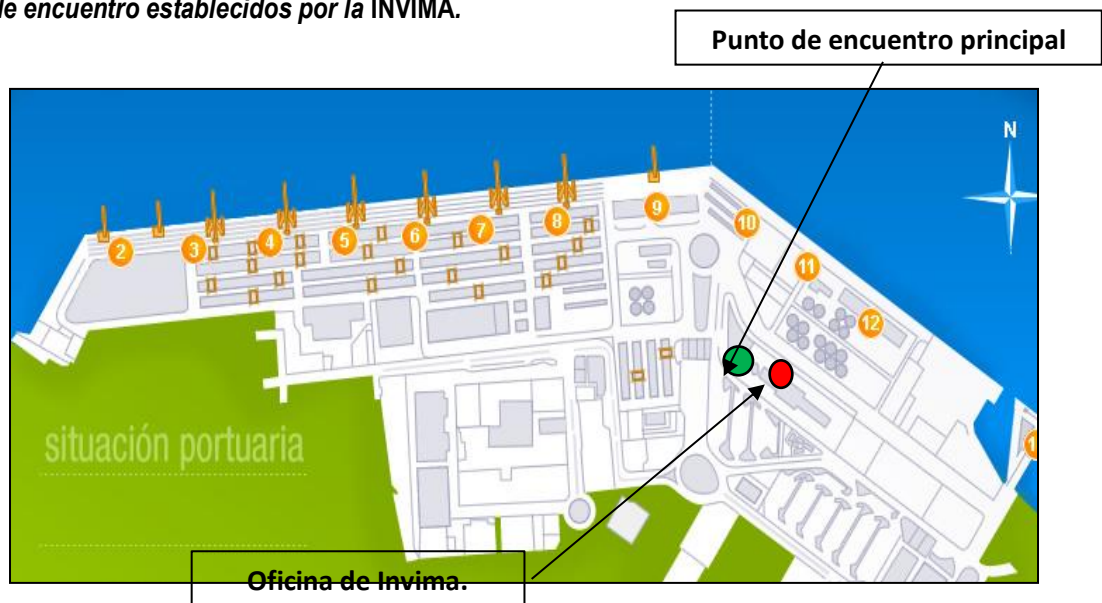 de encuentro establecidos por la INVIMA.
Punto de encuentro principal
N
2
3
4
5
6
7
8
9
10
11
12
situación portuaria
Oficina de Invima.